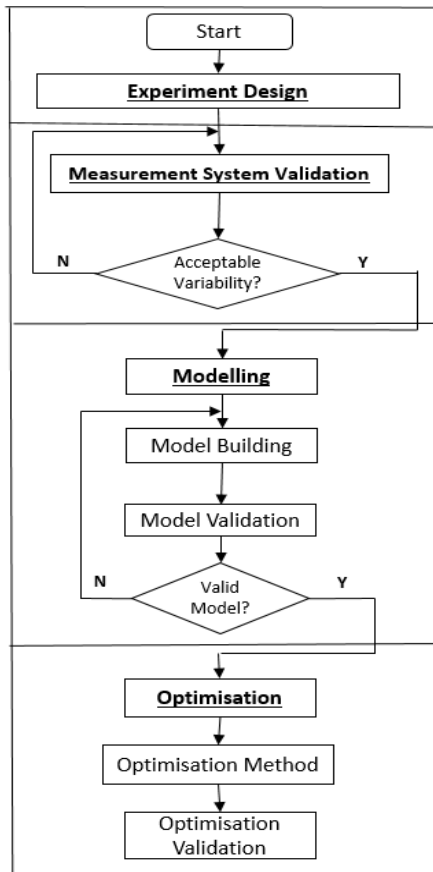 Start
Experiment Design
Measurement System Validation
Acceptable
Variability?
N
Y
Modelling
Model Building
Model Validation
Valid
Model?
N
Y
Optimisation
Optimisation Method
Optimisation
Validation